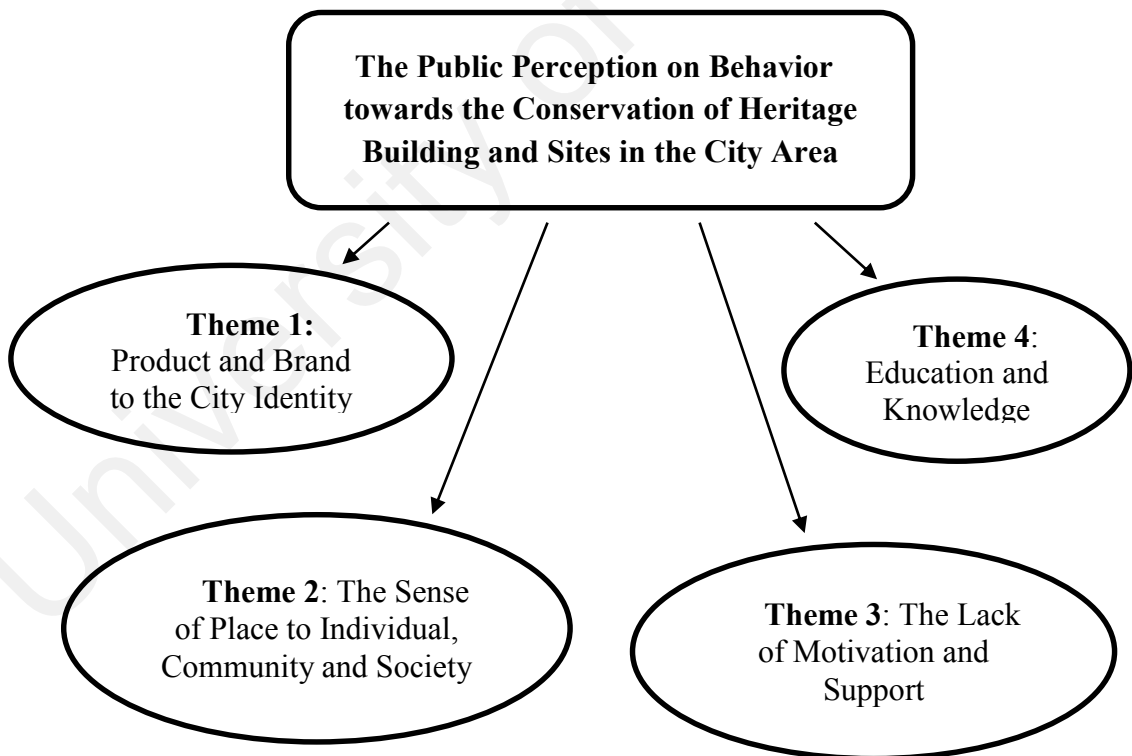 The Public Perception on Behavior
towards the Conservation of Heritage
Building and Sites in the City Area
Theme 1:
Product and Brand
to the City Identity
Theme 4:
Education and
Knowledge
Theme 2: The Sense
of Place to Individual,
Community and Society
Theme 3: The Lack
of Motivation and
Support
University of